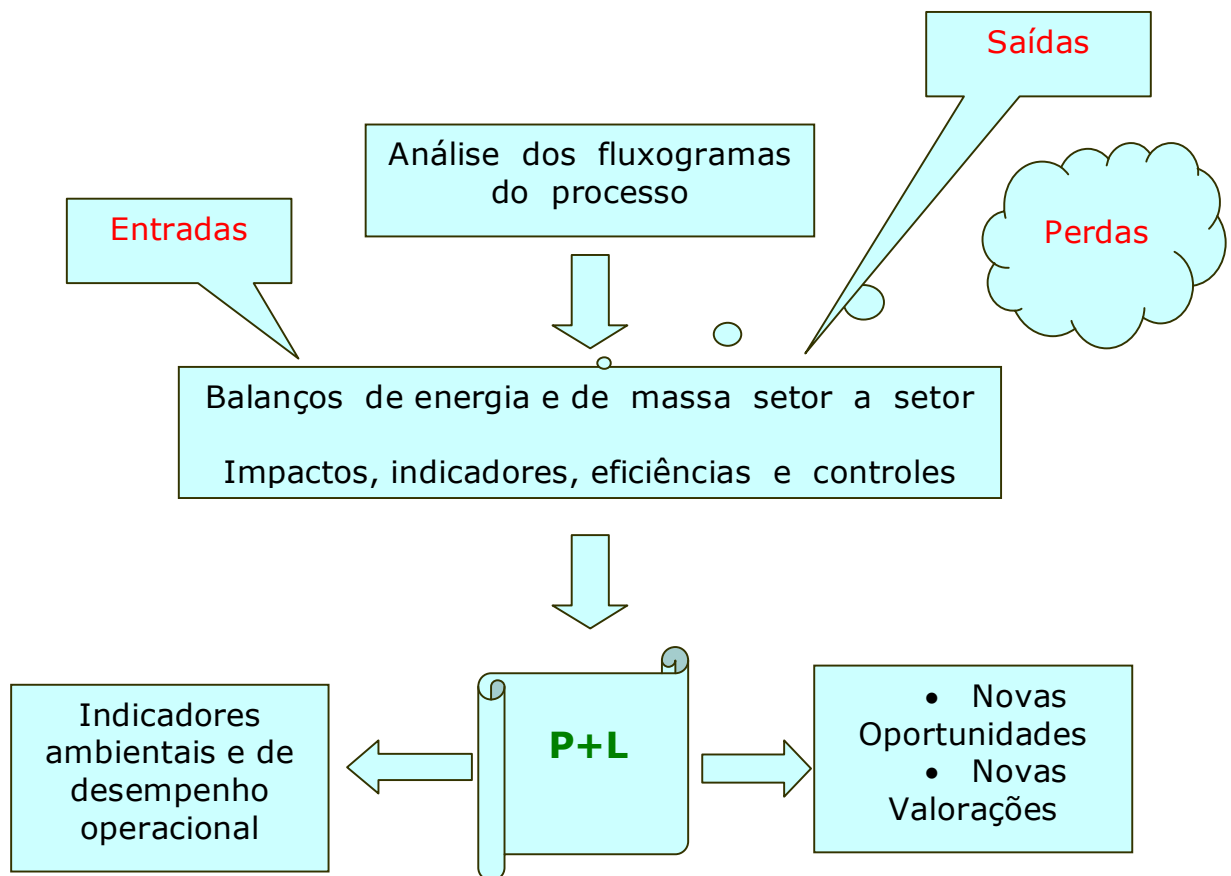 Saídas
Análise dos fluxogramas
do processo
Entradas
Perdas
Balanços de energia e de massa setor a setor
Impactos, indicadores, eficiências e controles
Indicadores
ambientais e de
desempenho
operacional
P+L
• Novas
Oportunidades
• Novas
Valorações